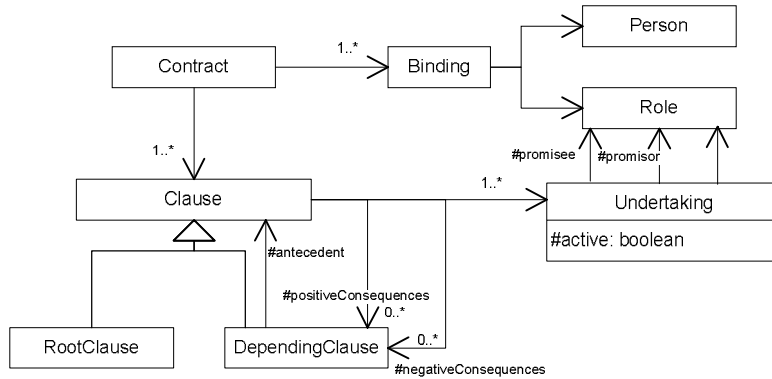 Person
1..*
Contract
Binding
Role
1..*
#promisee
#promisor
1..*
Clause
Undertaking
#active: boolean
#antecedent
#positiveConsequences
0..*
RootClause
DependingClause
0..*
#negativeConsequences